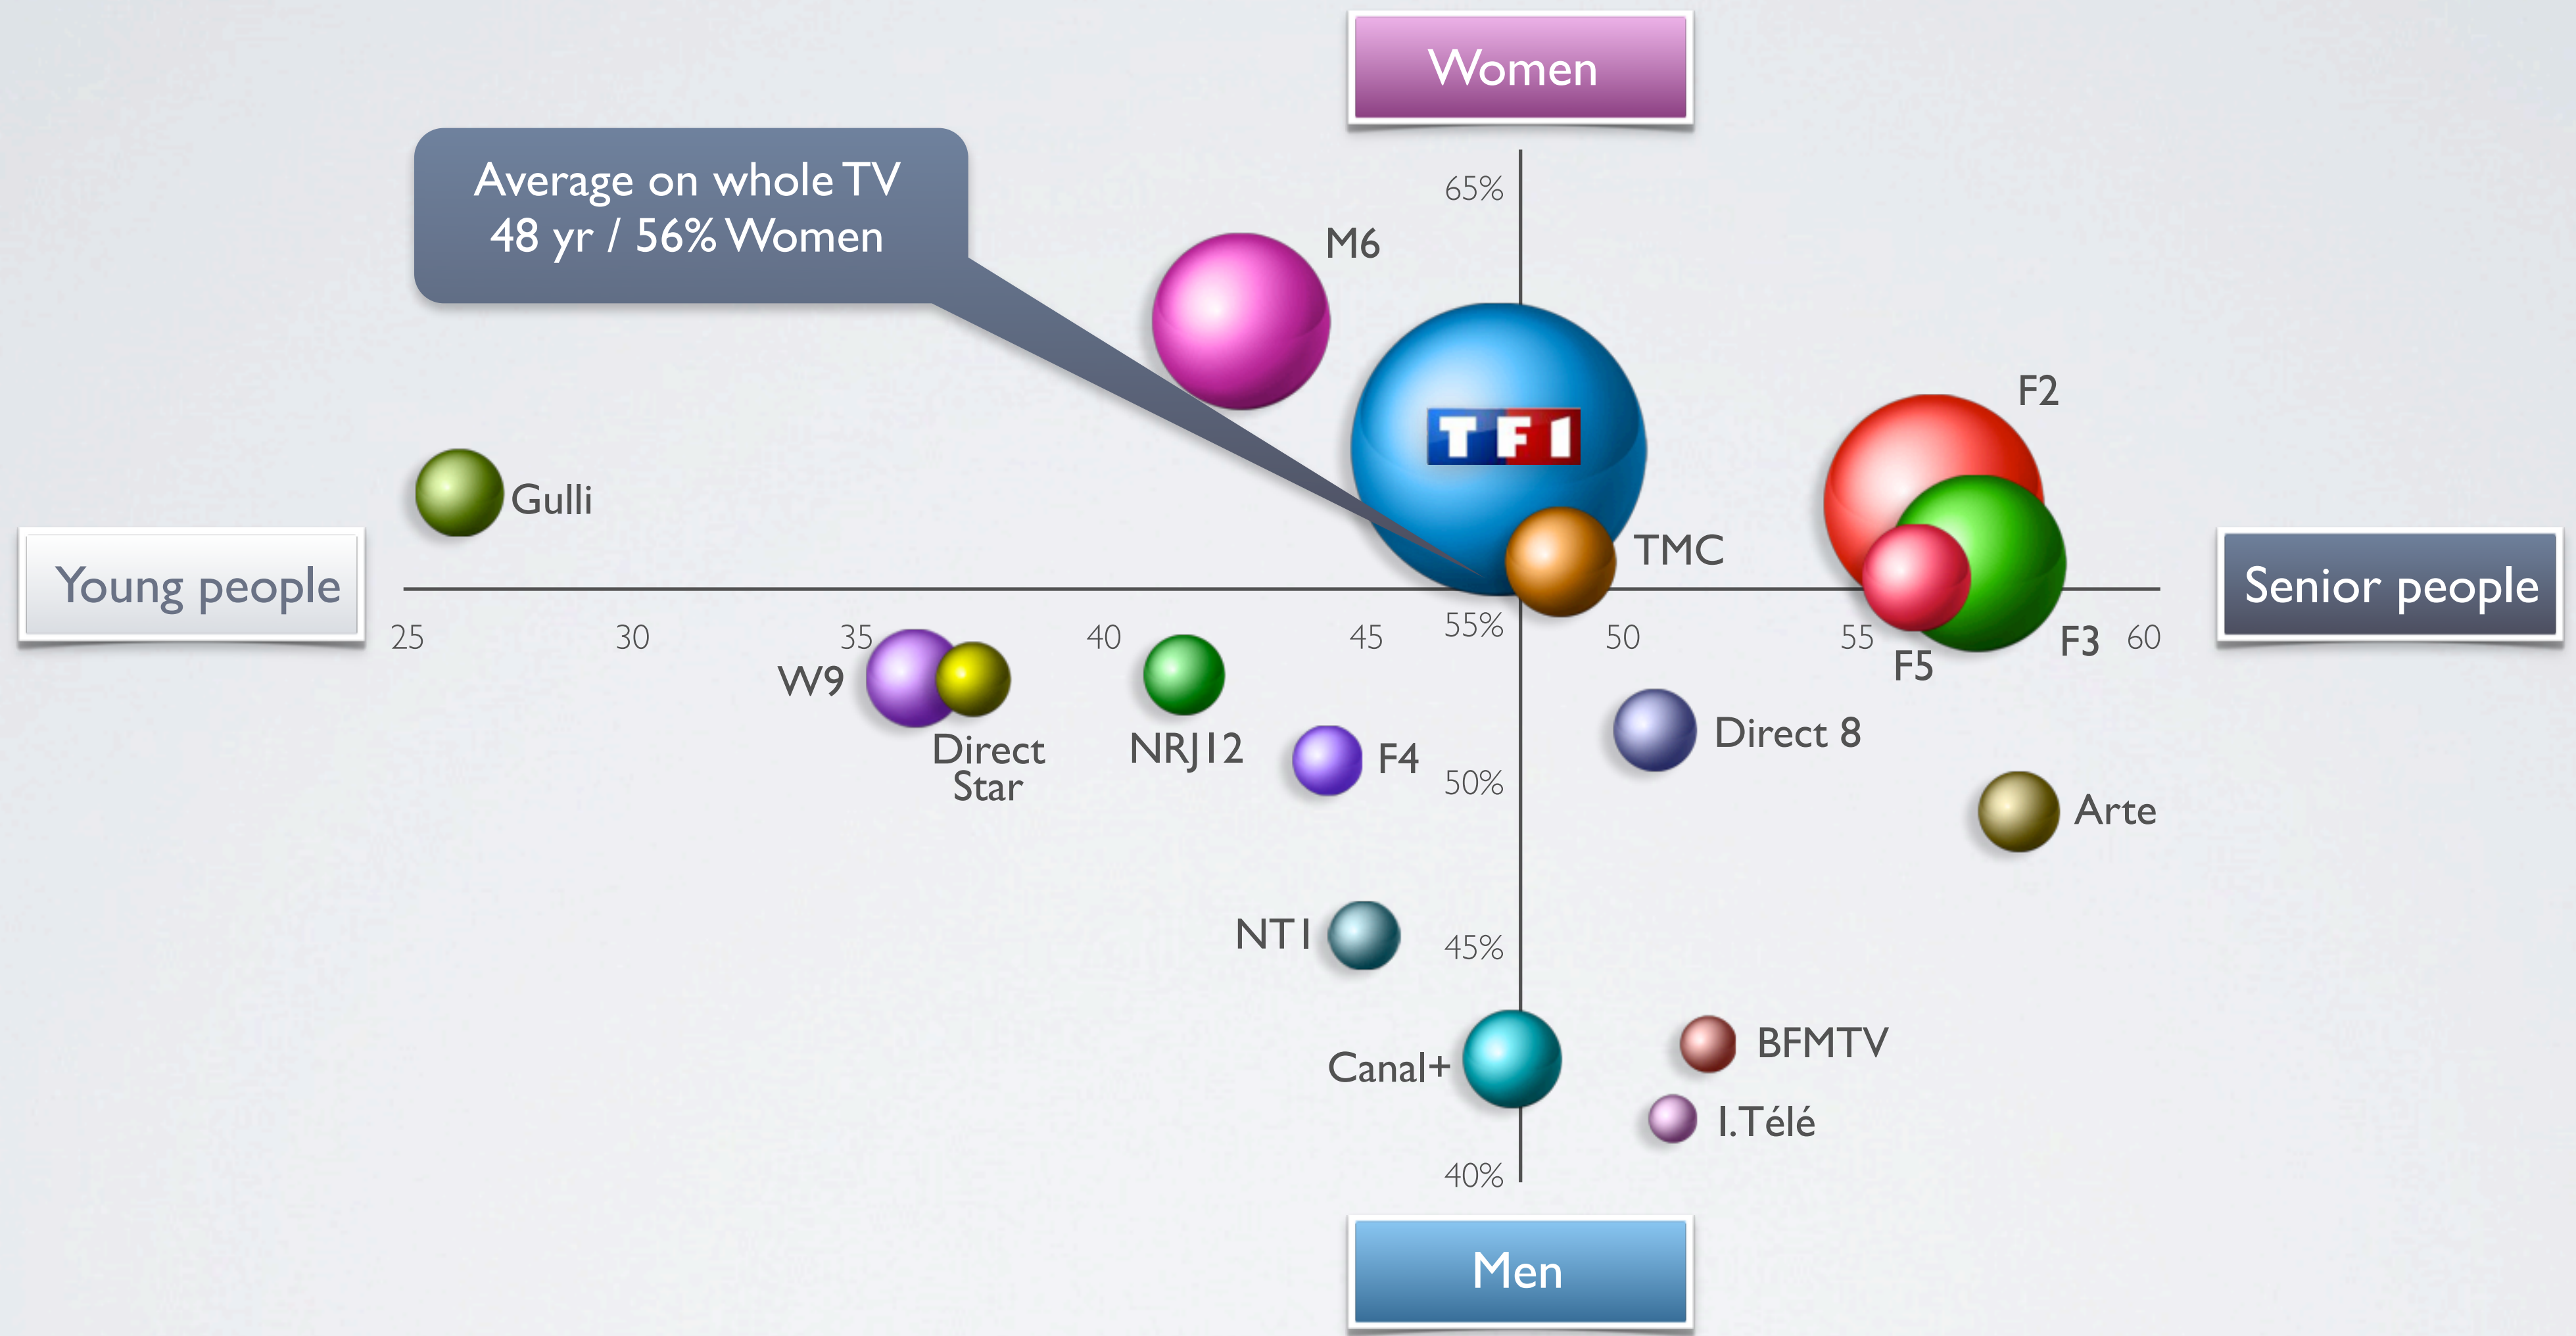 Women
Average on whole TV
48 yr / 56% Women
65%
M6
TF1
F2
Gulli
TMC
Young people
Senior people
25
30
35
40
45
55%
50
55
F5
F3
60
W9
Direct
Star
NRJ12
F4
50%
Direct 8
Arte
NT1
45%
Canal+
BFMTV
I.Télé
40%
Men